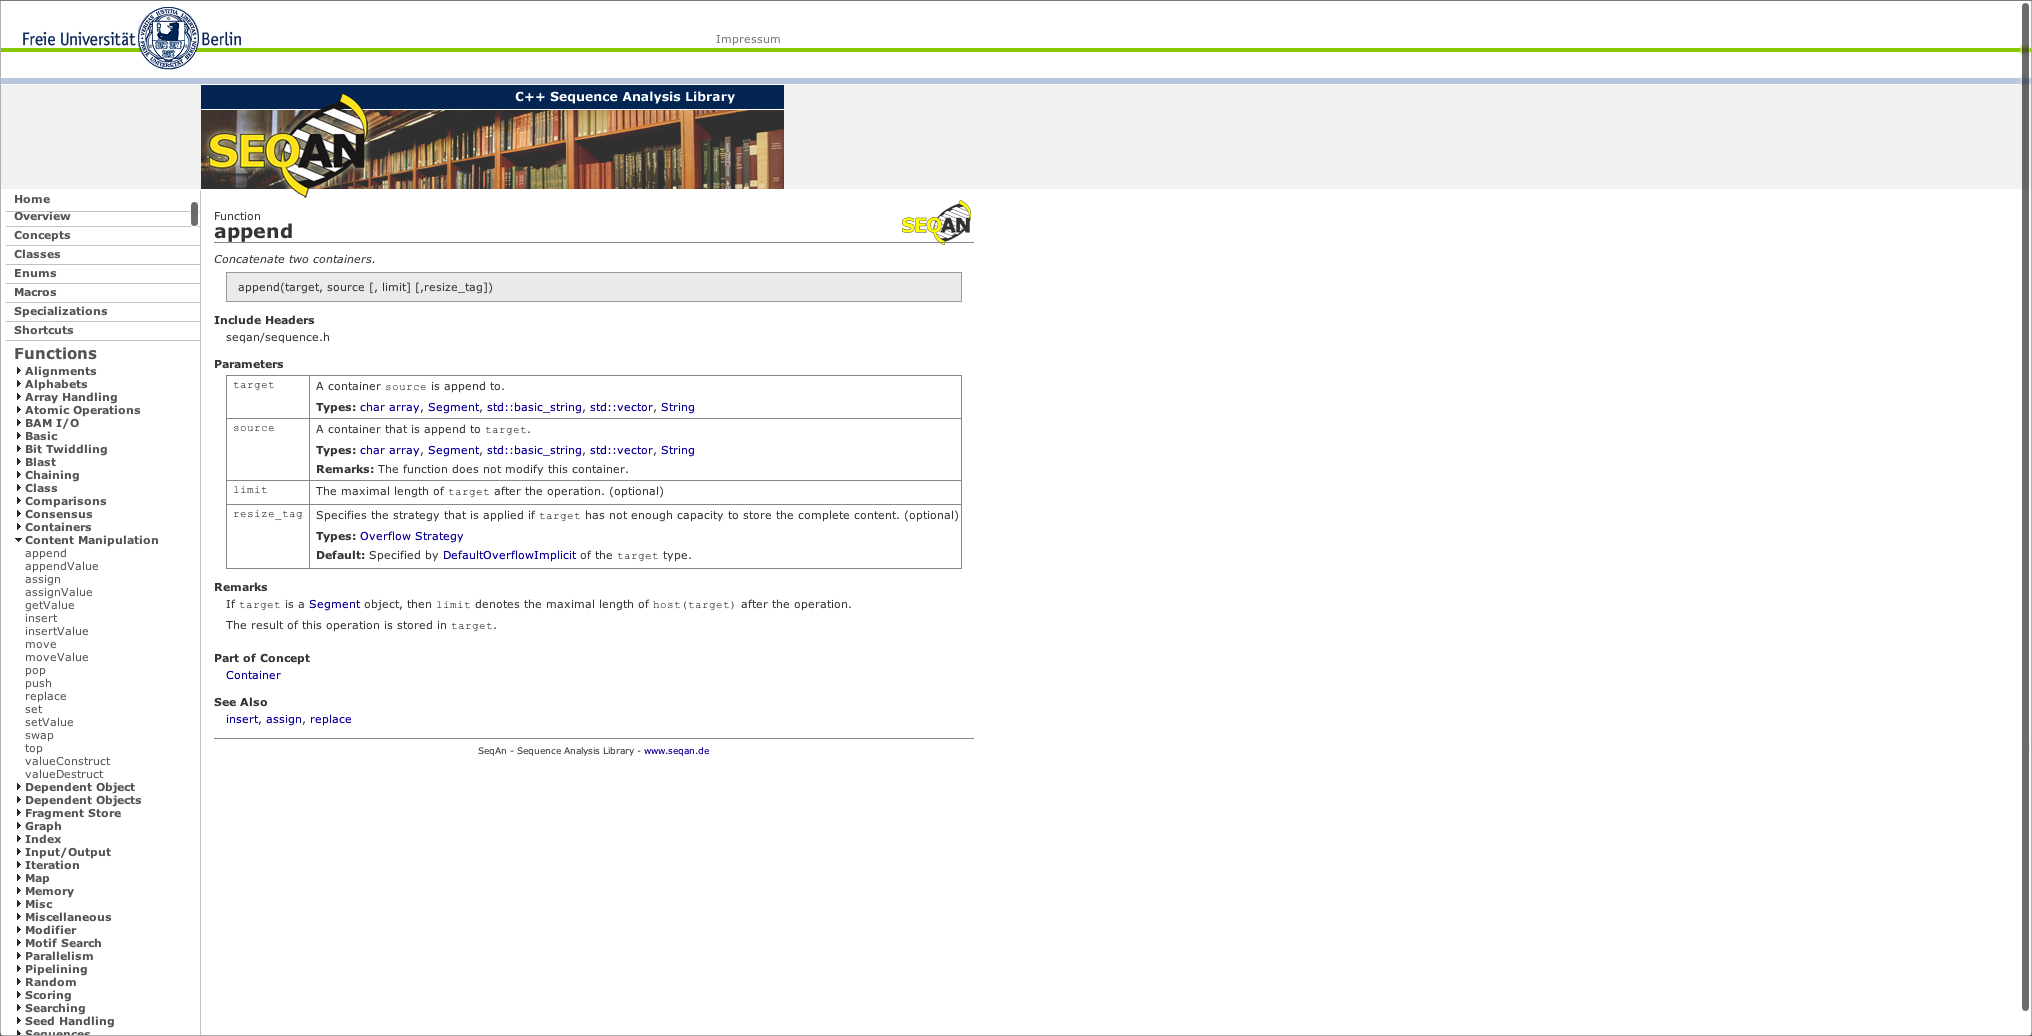 Freie Universität Berlin
Impressum
C++ Sequence Analysis Library
SEQAN
Home
Overview
Concepts
Classes
Enums
Macros
Specializations
Shortcuts
Functions
Alignments
Alphabets
Array Handling
Atomic Operations
BAM I/O
Basic
Bit Twiddling
Blast
Chaining
Class
Comparisons
Consensus
Containers
Content Manipulation
append
appendValue
assign
assignValue
getValue
insert
insertValue
move
moveValue
pop
push
replace
set
setValue
swap
top
valueConstruct
valueDestruct
Dependent Object
Dependent Objects
Fragment Store
Graph
Index
Input/Output
Iteration
Map
Memory
Misc
Miscellaneous
Modifier
Motif Search
Parallelism
Pipelining
Random
Scoring
Searching
Seed Handling
Sequences
Function
append
SEQAN
Concatenate two containers.
append(target, source [, limit] [,resize_tag])
Include Headers
seqan/sequence.h
Parameters
target
A container source is append to.
Types: char array, Segment, std::basic_string, std::vector, String
source
A container that is append to target.
Types: char array, Segment, std::basic_string, std::vector, String
Remarks: The function does not modify this container.
limit
The maximal length of target after the operation. (optional)
resize_tag
Specifies the strategy that is applied if target has not enough capacity to store the complete content. (optional)
Types: Overflow Strategy
Default: Specified by DefaultOverflowImplicit of the target type.
Remarks
If target is a Segment object, then limit denotes the maximal length of host(target) after the operation.
The result of this operation is stored in target.
Part of Concept
Container
See Also
insert, assign, replace
SeqAn - Sequence Analysis Library - www.seqan.de